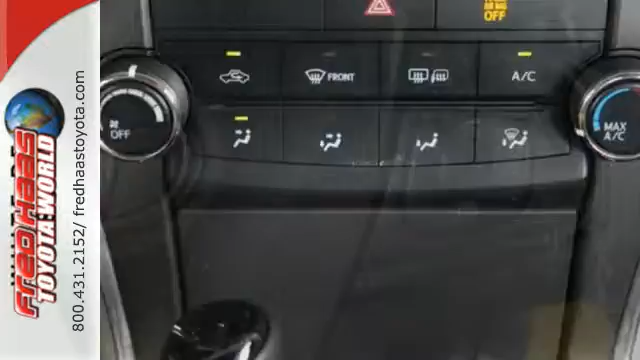 OFF
FRONT
A/C
OFF
MAX
A/C
FRED HAAS
TOYOTA WORLD
800.431.2152/ fredhaastoyota.com